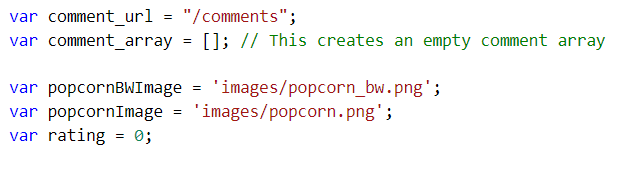 var comment_url = "/comments";
var comment_array = []; // This creates an empty comment array
var popcornBWImage = 'images/popcorn_bw.png';
var popcornImage = 'images/popcorn.png';
var rating = 0;